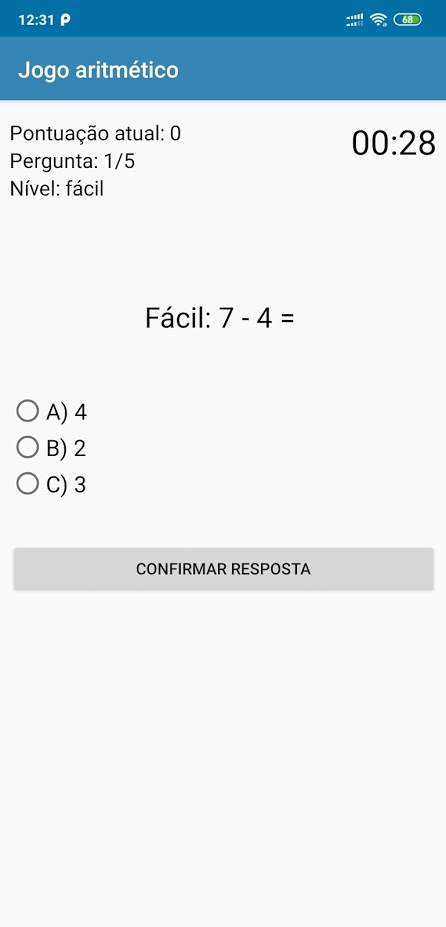 12:31
68
Jogo aritmético
Pontuação atual: 0
00:28
Pergunta: 1/5
Nível: fácil
Fácil: 7 - 4 =
A) 4
B) 2
C) 3
CONFIRMAR RESPOSTA